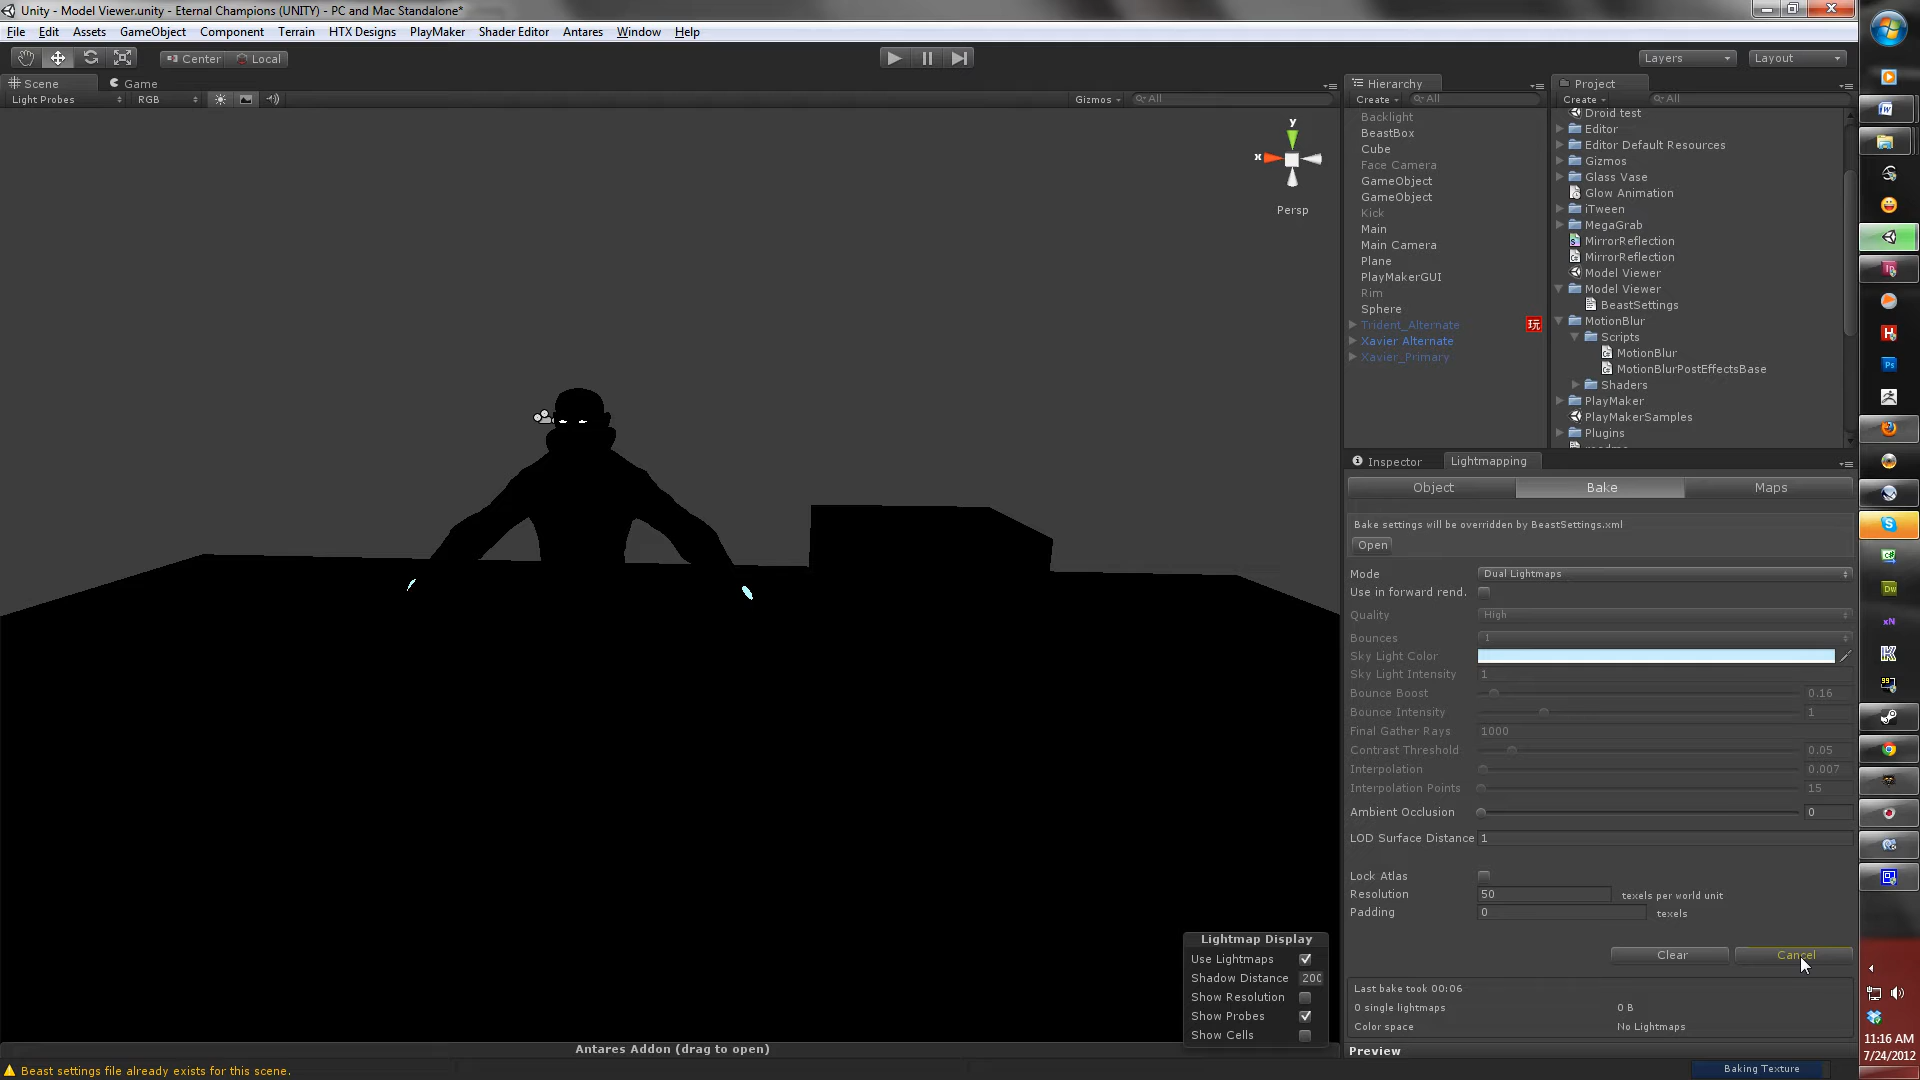 Unity - Model Viewer.unity - Eternal Champions (UNITY) - PC and Mac Standalone*
File Edit Assets GameObject Component Terrain HTX Designs PlayMaker Shader Editor Antares Window Help
Center Local
Layers Layout
Scene Game
Light Probes RGB
Gizmos All
y
x
Persp
Hierarchy
Create All
Backlight
BeastBox
Cube
Face Camera
GameObject
GameObject
Kick
Main
Main Camera
Plane
PlayMakerGUI
Rim
Sphere
Trident_Alternate
玩
Xavier Alternate
Xavier_Primary
Project
Create All
Droid test
Editor
Editor Default Resources
Gizmos
Glass Vase
Glow Animation
iTween
MegaGrab
MirrorReflection
MirrorReflection
Model Viewer
Model Viewer
BeastSettings
MotionBlur
Scripts
MotionBlur
MotionBlurPostEffectsBase
Shaders
PlayMaker
PlayMakerSamples
Plugins
Inspector Lightmapping
Object Bake Maps
Bake settings will be overridden by BeastSettings.xml
Open
Mode Dual Lightmaps
Use in forward rend.
Quality High
Bounces 1
Sky Light Color
Sky Light Intensity 1
Bounce Boost 0.16
Bounce Intensity 1
Final Gather Rays 1000
Contrast Threshold 0.05
Interpolation 0.007
Interpolation Points 15
Ambient Occlusion 0
LOD Surface Distance 1
Lock Atlas
Resolution 50 texels per world unit
Padding 0 texels
Clear Cancel
Last bake took 00:06
0 single lightmaps 0 B
Color space No Lightmaps
Preview
Lightmap Display
Use Lightmaps
Shadow Distance 200
Show Resolution
Show Probes
Show Cells
Antares Addon (drag to open)
Beast settings file already exists for this scene.
Baking Texture
W
H
Ps
Dw
xN
K
99
11:16 AM
7/24/2012